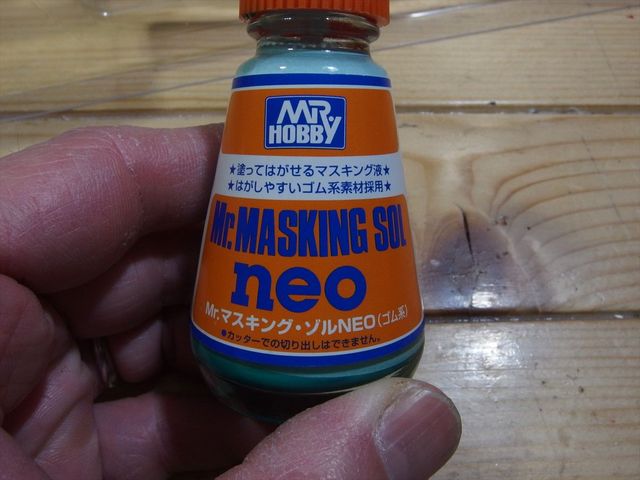 MR.
HOBBY
★塗ってはがせるマスキング液★
★はがしやすいゴム系素材採用★
Mr.MASKING SOL
neo
Mr.マスキング・ゾルNEO(ゴム系)
●カッターでの切り出しはできません。